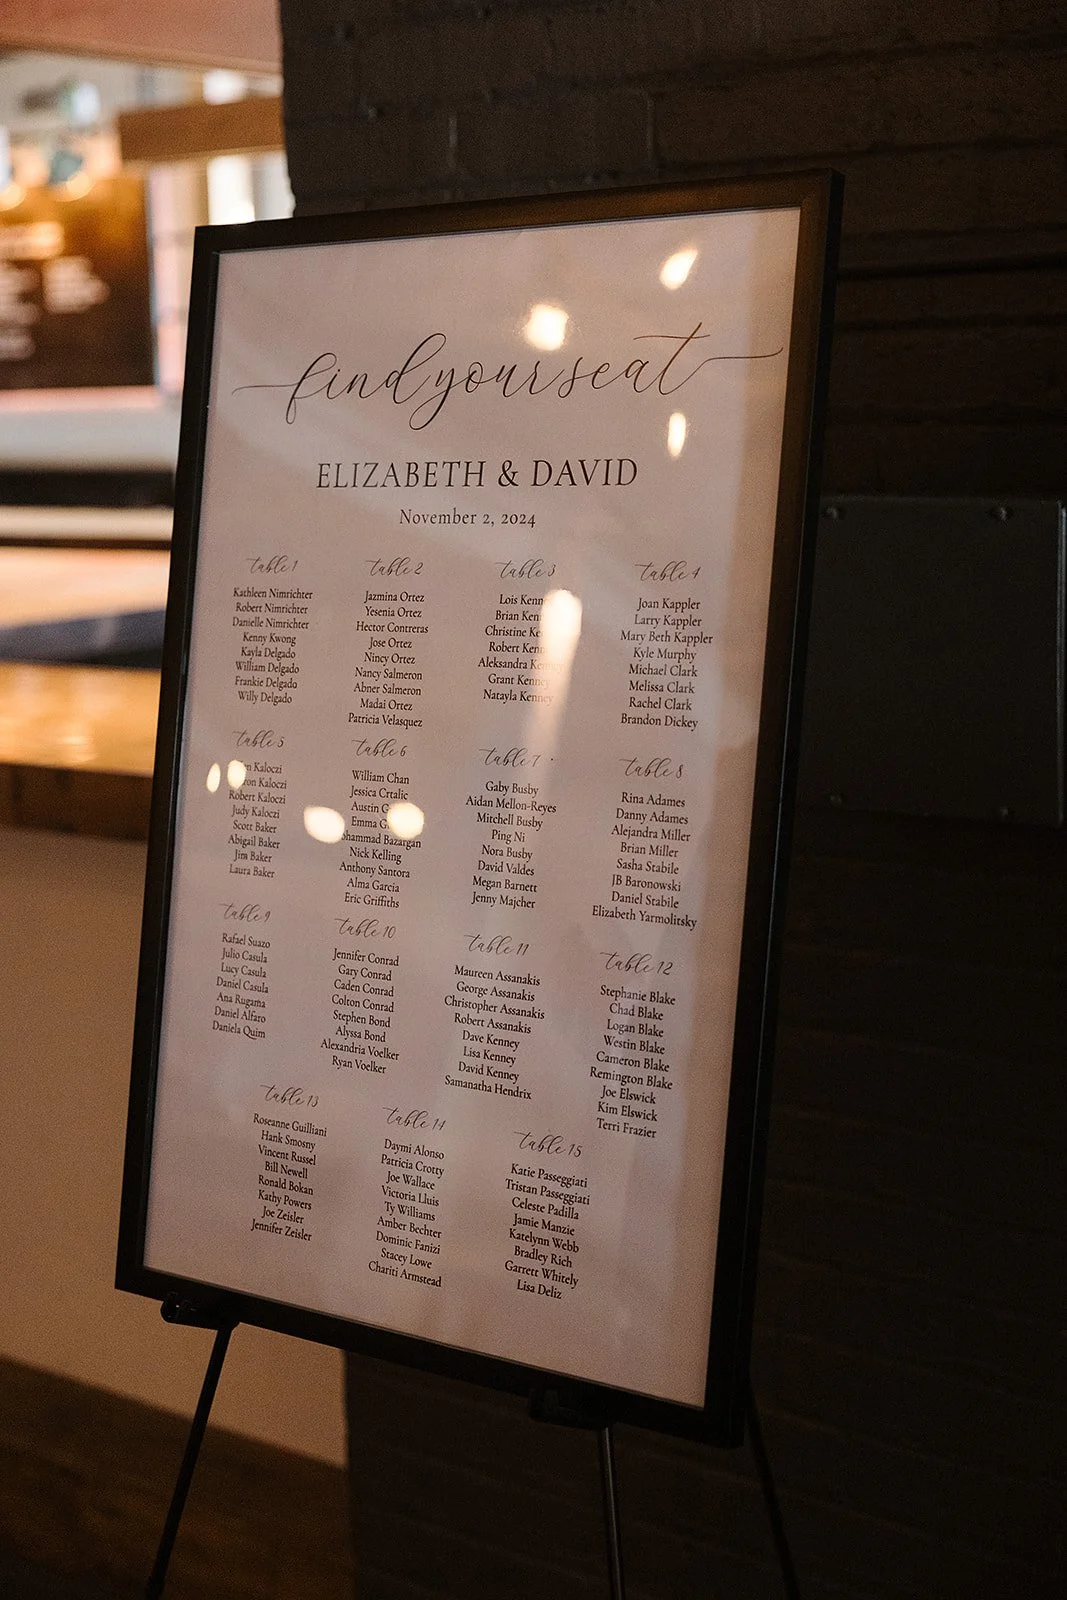 find your seat
ELIZABETH & DAVID
November 2, 2024
table 1
Kathleen Nimrichter
Robert Nimrichter
Danielle Nimrichter
Kenny Kwong
Kayla Delgado
William Delgado
Frankie Delgado
Willy Delgado
table 2
Jazmina Ortez
Yesenia Ortez
Hector Contreras
Jose Ortez
Nincy Ortez
Nancy Salmeron
Abner Salmeron
Madai Ortez
Patricia Velasquez
table 3
Lois
Brian
Christine
Robert
Aleksandra
Grant Kenney
Natayla Kenney
table 4
Joan Kappler
Larry Kappler
Mary Beth Kappler
Kyle Murphy
Michael Clark
Melissa Clark
Rachel Clark
Brandon Dickey
table 5
Kaloczi
Kaloczi
Robert Kaloczi
Judy Kaloczi
Scott Baker
Abigail Baker
Jim Baker
Laura Baker
table 6
William Chan
Jessica Crtalic
Austin
Emma
Bazargan
Nick Kelling
Anthony Santora
Alma Garcia
Eric Griffiths
table 7
Gaby Busby
Aidan Mellon-Reyes
Mitchell Busby
Ping Ni
Nora Busby
David Valdes
Megan Barnett
Jenny Majcher
table 8
Rina Adames
Danny Adames
Alejandra Miller
Brian Miller
Sasha Stabile
JB Baronowski
Daniel Stabile
Elizabeth Yarmolitsky
table 9
Rafael Suazo
Julio Casula
Lucy Casula
Daniel Casula
Ana Rugama
Daniel Alfaro
Daniela Quim
table 10
Jennifer Conrad
Gary Conrad
Caden Conrad
Colton Conrad
Stephen Bond
Alyssa Bond
Alexandria Voelker
Ryan Voelker
table 11
Maureen Assanakis
George Assanakis
Christopher Assanakis
Robert Assanakis
Dave Kenney
Lisa Kenney
David Kenney
Samanatha Hendrix
table 12
Stephanie Blake
Chad Blake
Logan Blake
Westin Blake
Cameron Blake
Remington Blake
Joe Elswick
Kim Elswick
Terri Frazier
table 13
Roseanne Guilliani
Hank Smosny
Vincent Russel
Bill Newell
Ronald Bokan
Kathy Powers
Joe Zeisler
Jennifer Zeisler
table 14
Daymi Alonso
Patricia Crotty
Joe Wallace
Victoria Lluis
Ty Williams
Amber Bechter
Dominic Fanizi
Stacey Lowe
Chariti Armstead
table 15
Katie Passeggiati
Tristan Passeggiati
Celeste Padilla
Jamie Manzie
Katelynn Webb
Bradley Rich
Garrett Whitely
Lisa Deliz